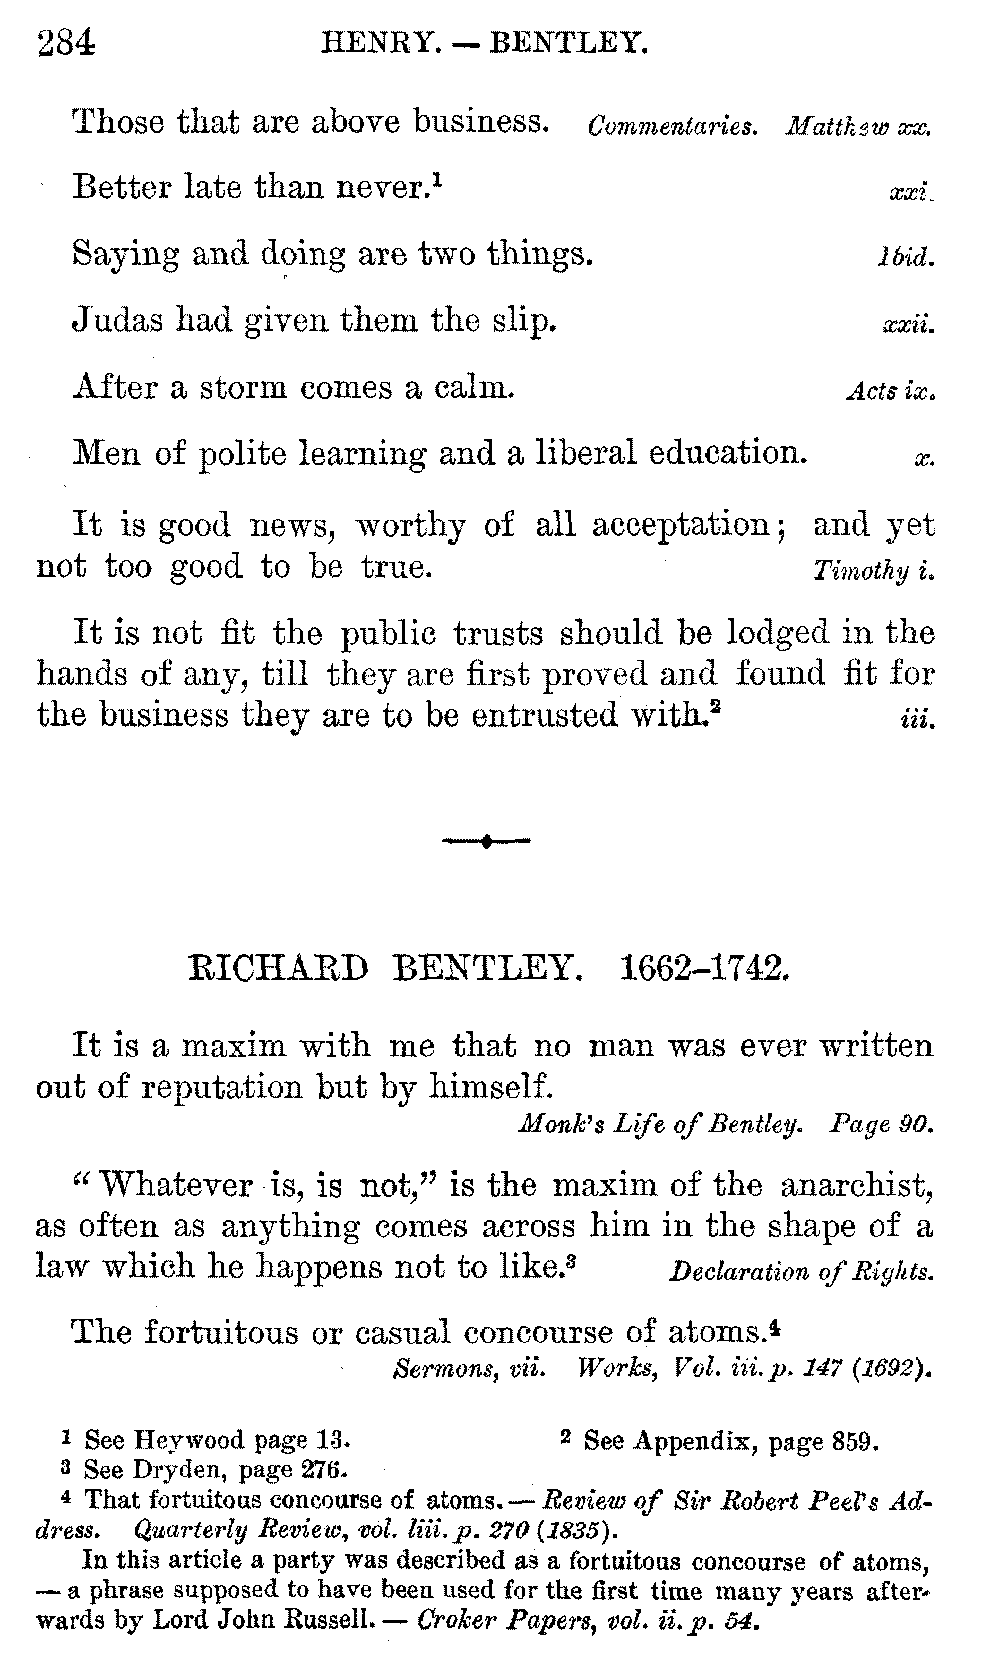 284 HENRY. — BENTLEY.
Those that are above business. Commentaries. Matthew xx.
Better late than never.¹ xxi.
Saying and doing are two things. Ibid.
Judas had given them the slip. xxii.
After a storm comes a calm. Acts ix.
Men of polite learning and a liberal education. x.
It is good news, worthy of all acceptation; and yet
not too good to be true. Timothy i.
It is not fit the public trusts should be lodged in the
hands of any, till they are first proved and found fit for
the business they are to be entrusted with.² iii.
RICHARD BENTLEY. 1662–1742.
It is a maxim with me that no man was ever written
out of reputation but by himself.
Monk's Life of Bentley. Page 90.
“Whatever is, is not,” is the maxim of the anarchist,
as often as anything comes across him in the shape of a
law which he happens not to like.³ Declaration of Rights.
The fortuitous or casual concourse of atoms.⁴
Sermons, vii. Works, Vol. iii. p. 147 (1692).
¹ See Heywood page 13. ² See Appendix, page 859.
³ See Dryden, page 276.
⁴ That fortuitous concourse of atoms. — Review of Sir Robert Peel's Ad-
dress. Quarterly Review, vol. liii. p. 270 (1835).
In this article a party was described as a fortuitous concourse of atoms,
— a phrase supposed to have been used for the first time many years after-
wards by Lord John Russell. — Croker Papers, vol. ii. p. 54.